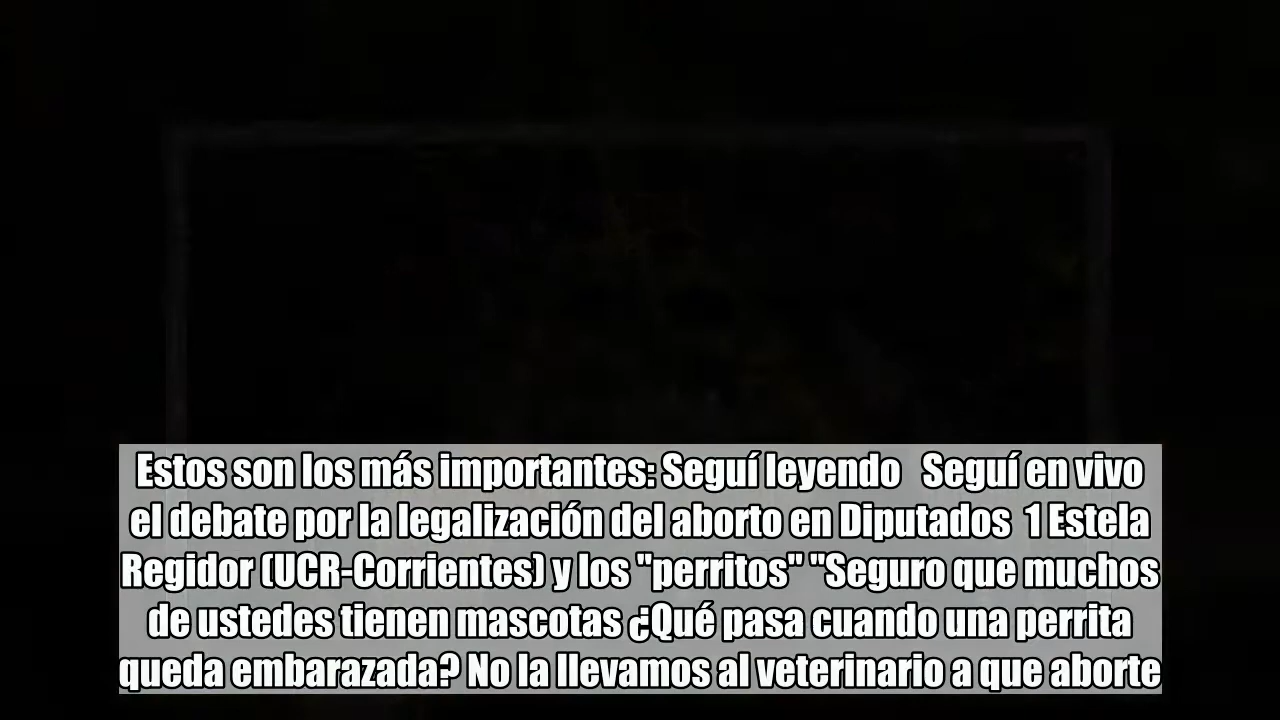 Estos son los más importantes: Seguí leyendo   Seguí en vivo
el debate por la legalización del aborto en Diputados  1 Estela
Regidor (UCR-Corrientes) y los "perritos" "Seguro que muchos
de ustedes tienen mascotas ¿Qué pasa cuando una perrita
queda embarazada? No la llevamos al veterinario a que aborte